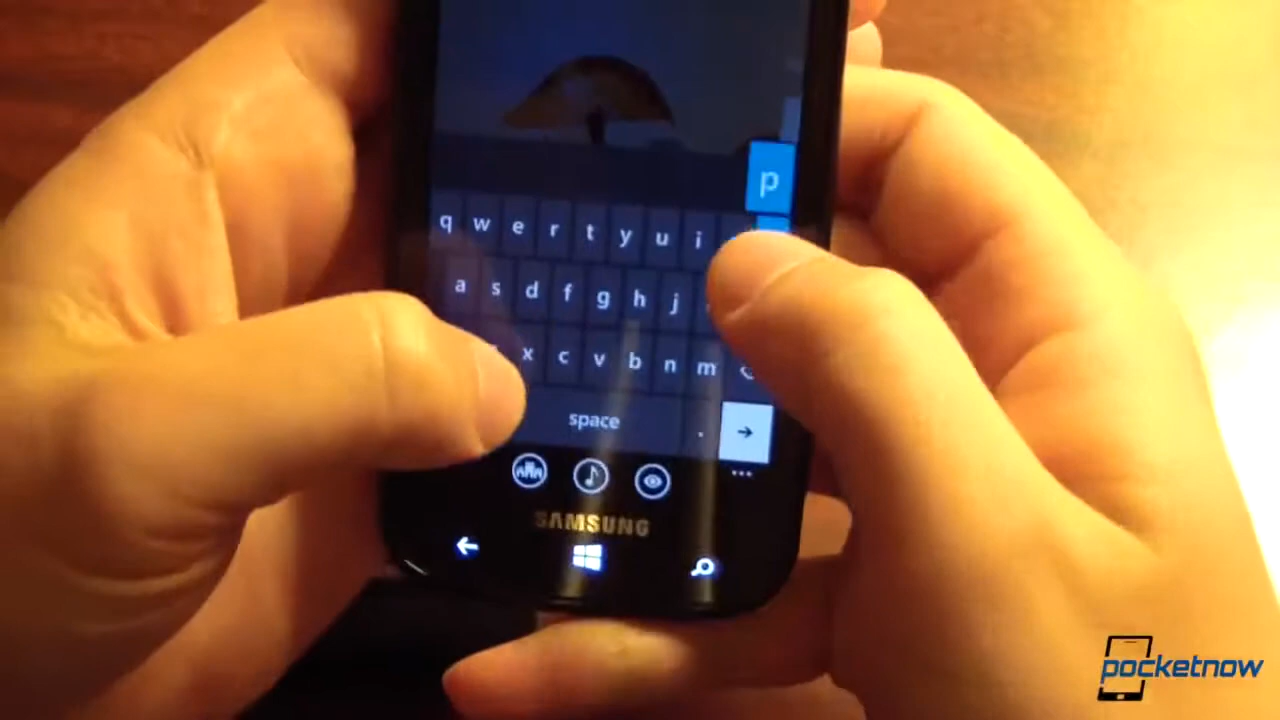 p
q w e r t y u i
a s d f g h j
x c v b n m
space .
SAMSUNG
pocketnow